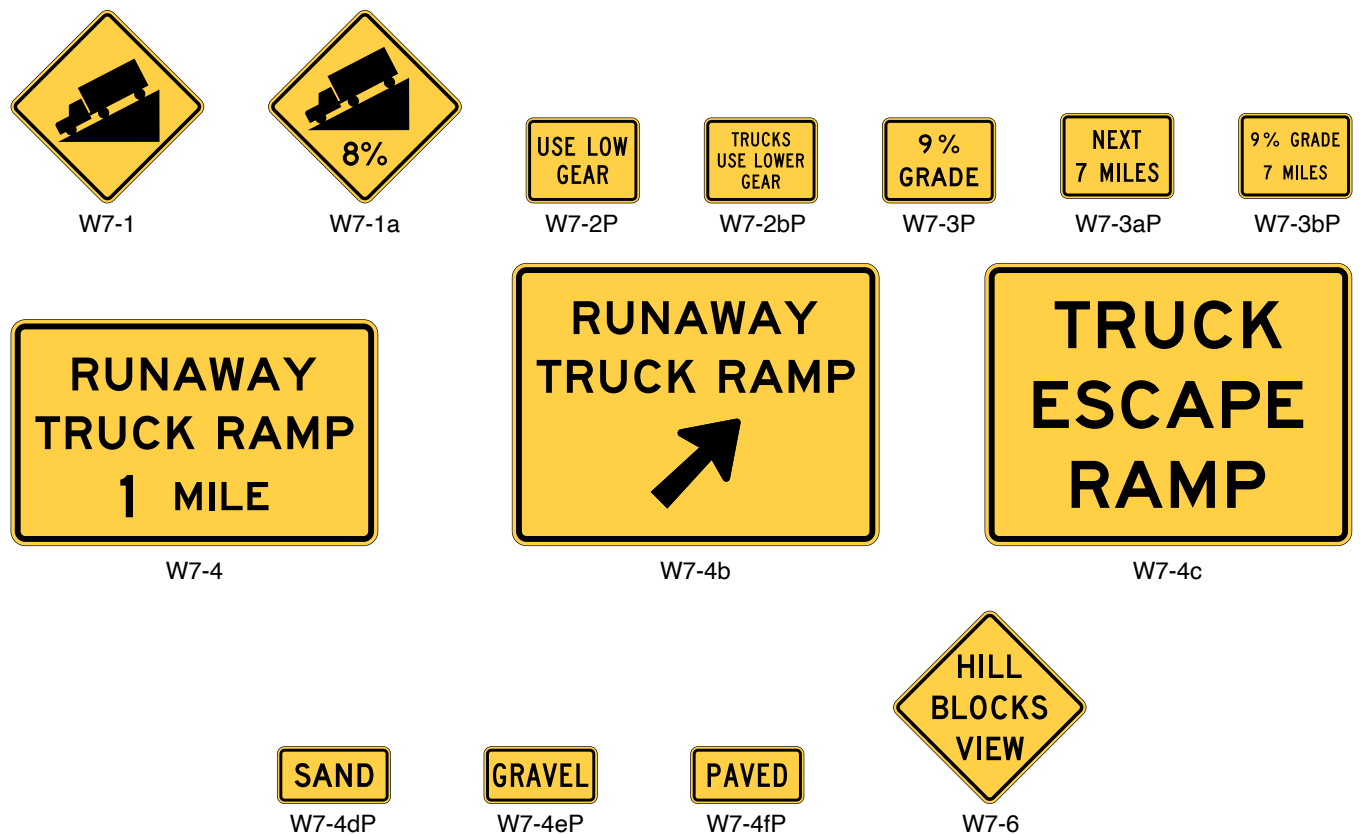 8%
W7-1
W7-1a
USE LOW
GEAR
W7-2P
TRUCKS
USE LOWER
GEAR
W7-2bP
9%
GRADE
W7-3P
NEXT
7 MILES
W7-3aP
9% GRADE
7 MILES
W7-3bP
RUNAWAY
TRUCK RAMP
1 MILE
W7-4
RUNAWAY
TRUCK RAMP
W7-4b
TRUCK
ESCAPE
RAMP
W7-4c
SAND
W7-4dP
GRAVEL
W7-4eP
PAVED
W7-4fP
HILL
BLOCKS
VIEW
W7-6